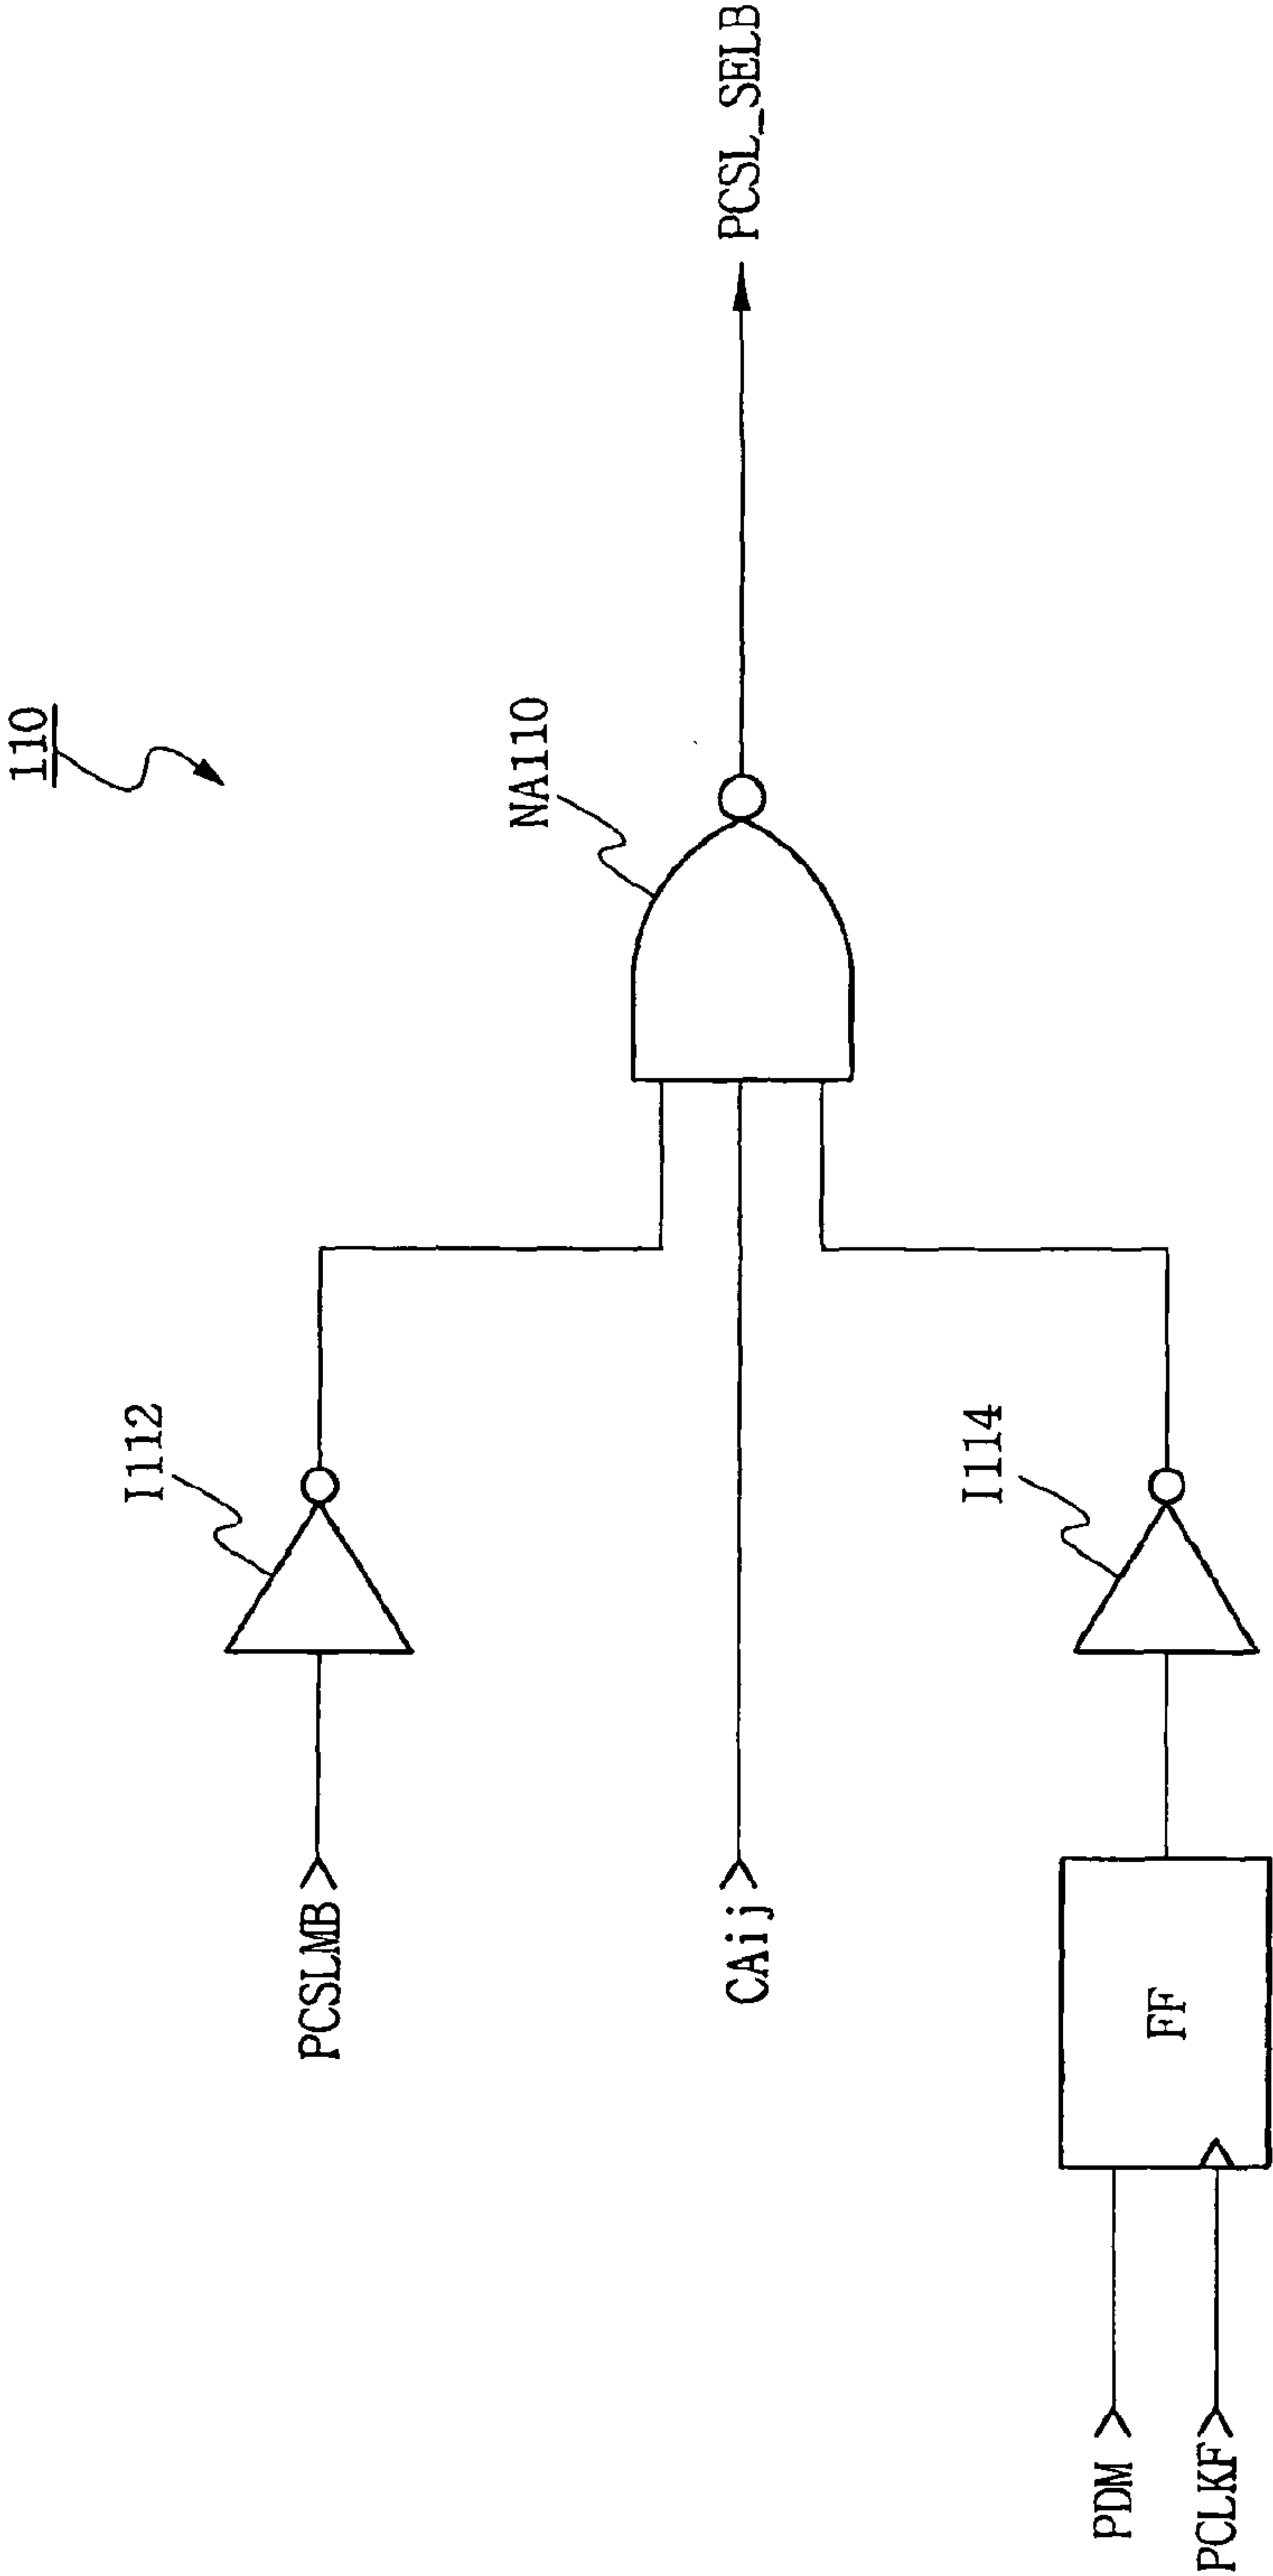 110
I112
PCSLMB
NA110
CAij
PCSL_SELB
I114
FF
PDM
PCLKF